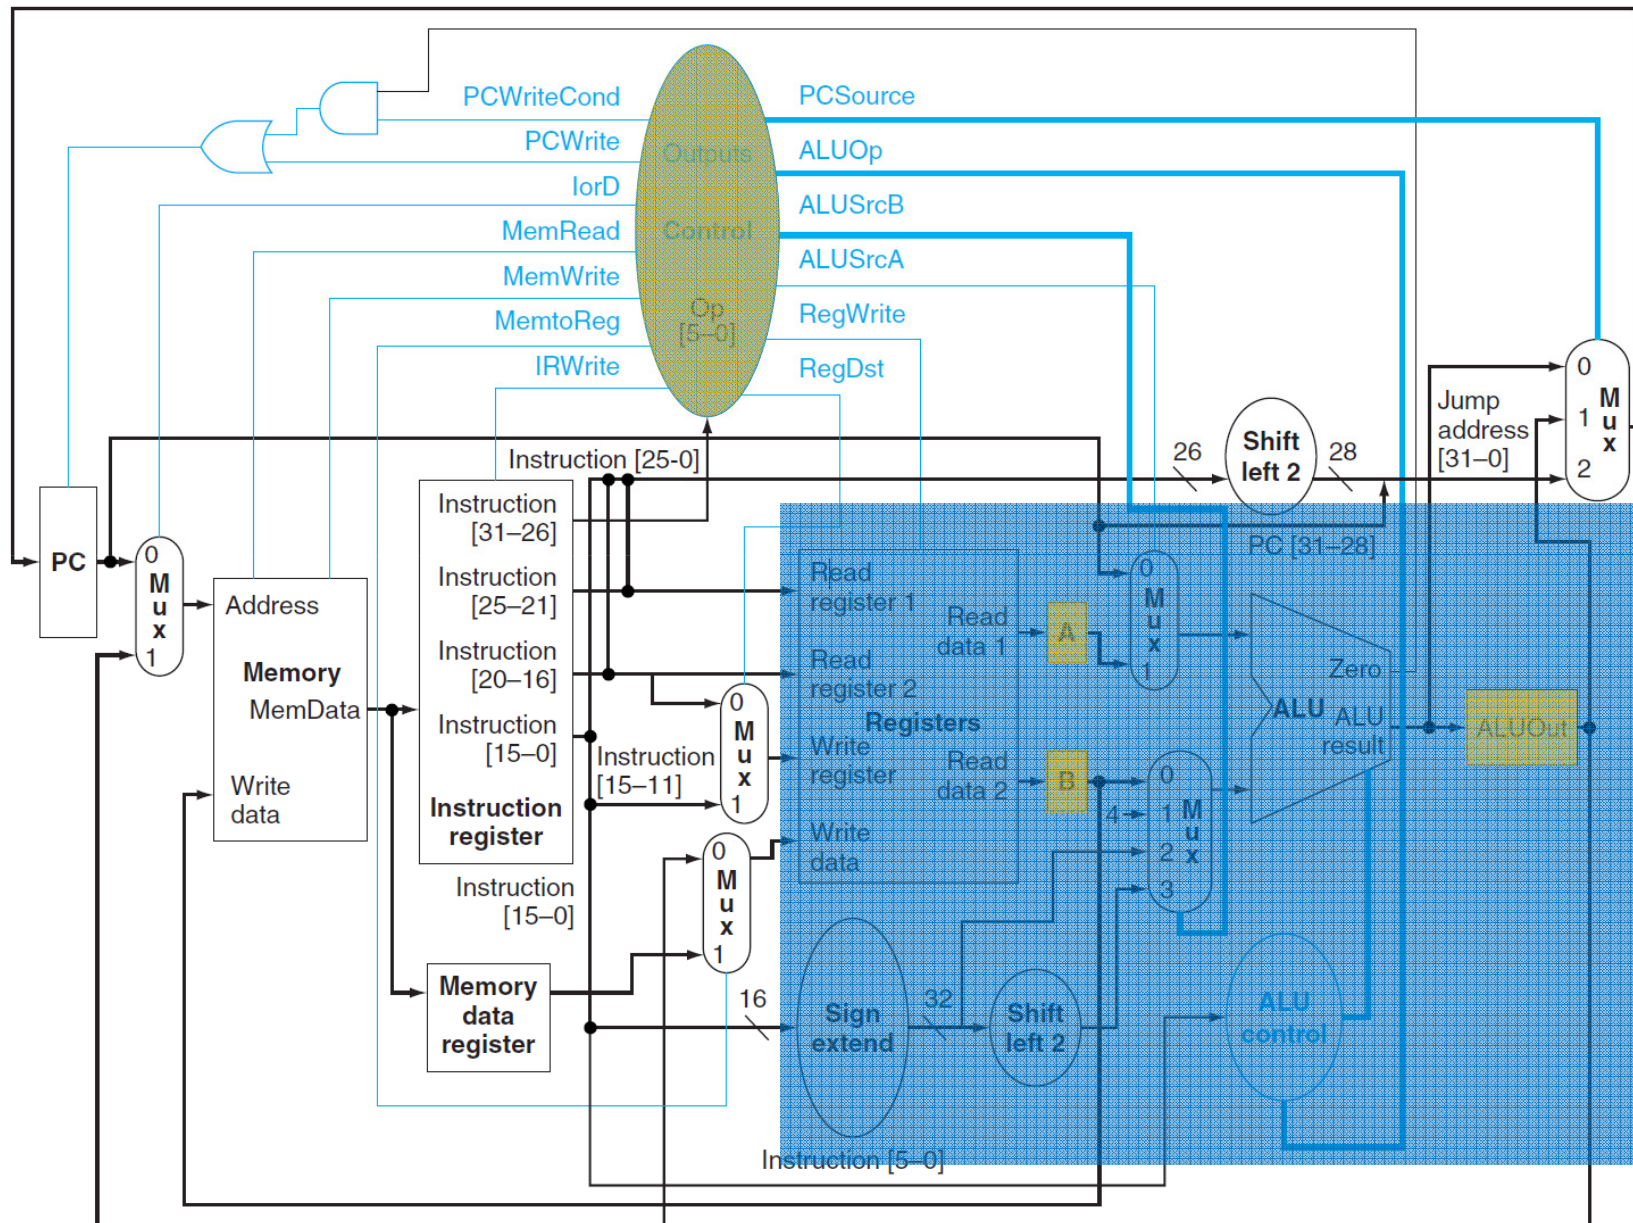 PCWriteCond
PCWrite
IorD
MemRead
MemWrite
MemtoReg
IRWrite
Outputs
Control
Op
[5–0]
PCSource
ALUOp
ALUSrcB
ALUSrcA
RegWrite
RegDst
PC
0
M
u
x
1
Address
Memory
MemData
Write
data
Instruction [25-0]
Instruction
[31–26]
Instruction
[25–21]
Instruction
[20–16]
Instruction
[15–0]
Instruction
register
Instruction
[15–0]
Memory
data
register
Instruction
[15–11]
0
M
u
x
1
0
M
u
x
1
16
Read
register 1
Read
register 2
Registers
Write
register
Write
data
Read
data 1
Read
data 2
A
B
Sign
extend
32
Shift
left 2
0
M
u
x
1
4
0
1
2
3
M
u
x
26
Shift
left 2
28
PC [31–28]
Zero
ALU
ALU
result
ALUOut
ALU
control
Jump
address
[31–0]
0
1
2
M
u
x
Instruction [5–0]